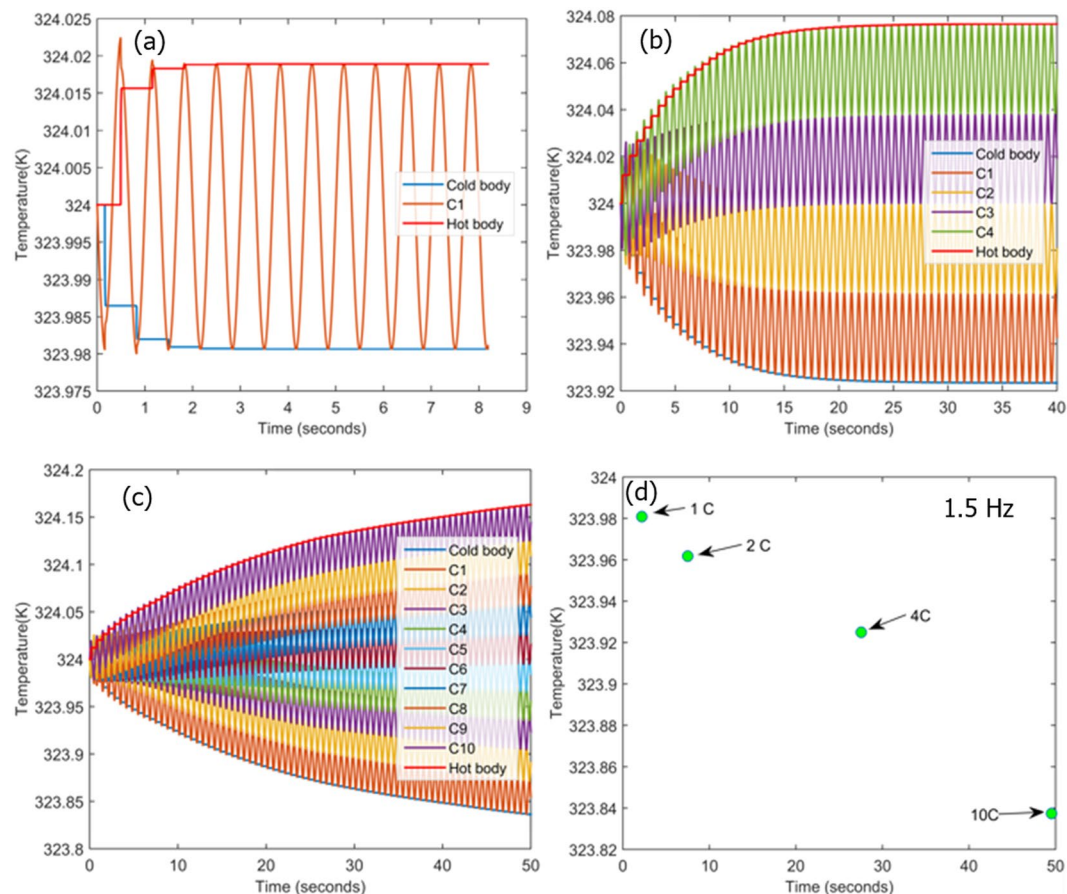 (a)
324.025
324.02
324.015
324.01
324.005
324
323.995
323.99
323.985
323.98
323.975
Temperature(K)
Cold body
C1
Hot body
0 1 2 3 4 5 6 7 8 9
Time (seconds)
(b)
324.08
324.06
324.04
324.02
324
323.98
323.96
323.94
323.92
Temperature(K)
Cold body
C1
C2
C3
C4
Hot body
0 5 10 15 20 25 30 35 40
Time (seconds)
(c)
324.2
324.15
324.1
324.05
324
323.95
323.9
323.85
323.8
Temperature(K)
Cold body
C1
C2
C3
C4
C5
C6
C7
C8
C9
C10
Hot body
0 10 20 30 40 50
Time (seconds)
(d)
1.5 Hz
324
323.98
323.96
323.94
323.92
323.9
323.88
323.86
323.84
323.82
Temperature(K)
1 C
2 C
4C
10C
0 10 20 30 40 50
Time (seconds)